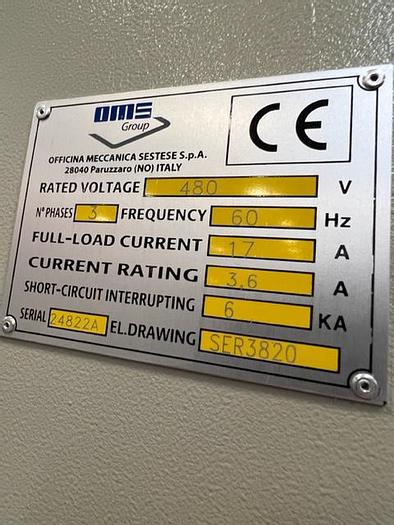 OMS
Group
CE
OFFICINA MECCANICA SESTESE S.p.A.
28040 Paruzzaro (NO) ITALY
RATED VOLTAGE 480 V
N° PHASES 3 FREQUENCY 60 Hz
FULL-LOAD CURRENT 17 A
CURRENT RATING 3,6 A
SHORT-CIRCUIT INTERRUPTING 6 KA
SERIAL 24822A EL.DRAWING SER3820